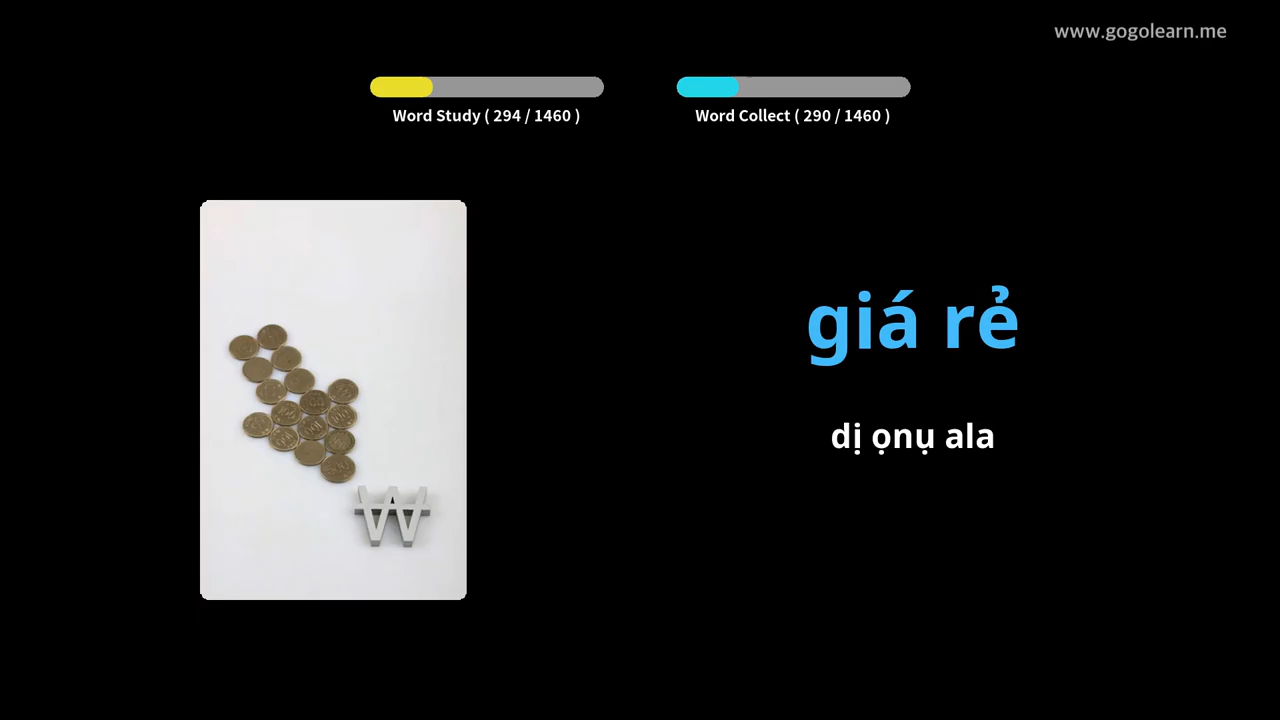 www.gogolearn.me
Word Study ( 294 / 1460 )
Word Collect ( 290 / 1460 )
giá rẻ
dị ọnụ ala